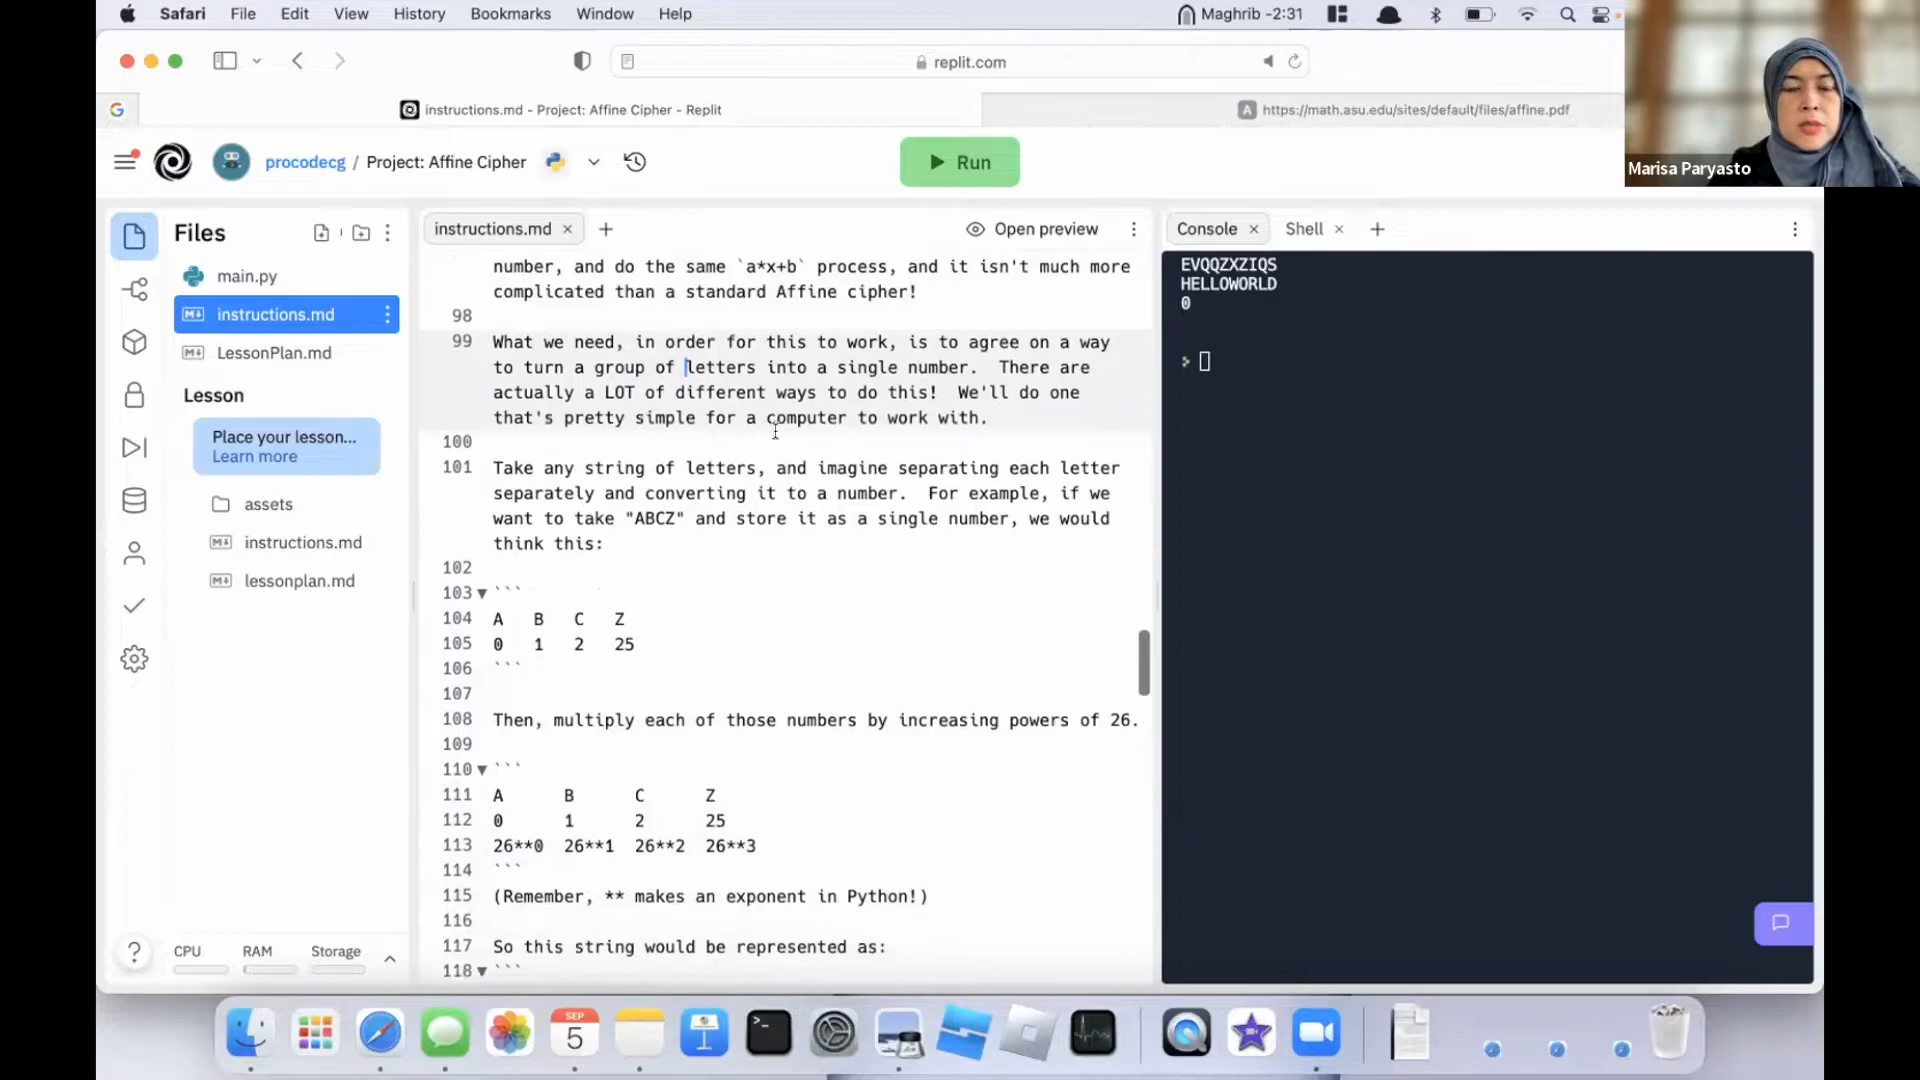 Safari File Edit View History Bookmarks Window Help Maghrib -2:31
replit.com
instructions.md - Project: Affine Cipher - Replit
https://math.asu.edu/sites/default/files/affine.pdf
procodecg / Project: Affine Cipher
Run
Marisa Paryasto
Files
main.py
instructions.md
LessonPlan.md
Lesson
Place your lesson...
Learn more
assets
instructions.md
lessonplan.md
CPU RAM Storage
instructions.md
Open preview
number, and do the same `a*x+b` process, and it isn't much more
complicated than a standard Affine cipher!
98
99 What we need, in order for this to work, is to agree on a way
to turn a group of letters into a single number.  There are
actually a LOT of different ways to do this!  We'll do one
that's pretty simple for a computer to work with.
100
101 Take any string of letters, and imagine separating each letter
separately and converting it to a number.  For example, if we
want to take "ABCZ" and store it as a single number, we would
think this:
102
103 ```
104 A   B   C   Z
105 0   1   2   25
106 ```
107
108 Then, multiply each of those numbers by increasing powers of 26.
109
110 ```
111 A      B      C      Z
112 0      1      2      25
113 26**0  26**1  26**2  26**3
114 ```
115 (Remember, ** makes an exponent in Python!)
116
117 So this string would be represented as:
118 ```
Console Shell
EVQQZXZIQS
HELLOWORLD
0
SEP
5